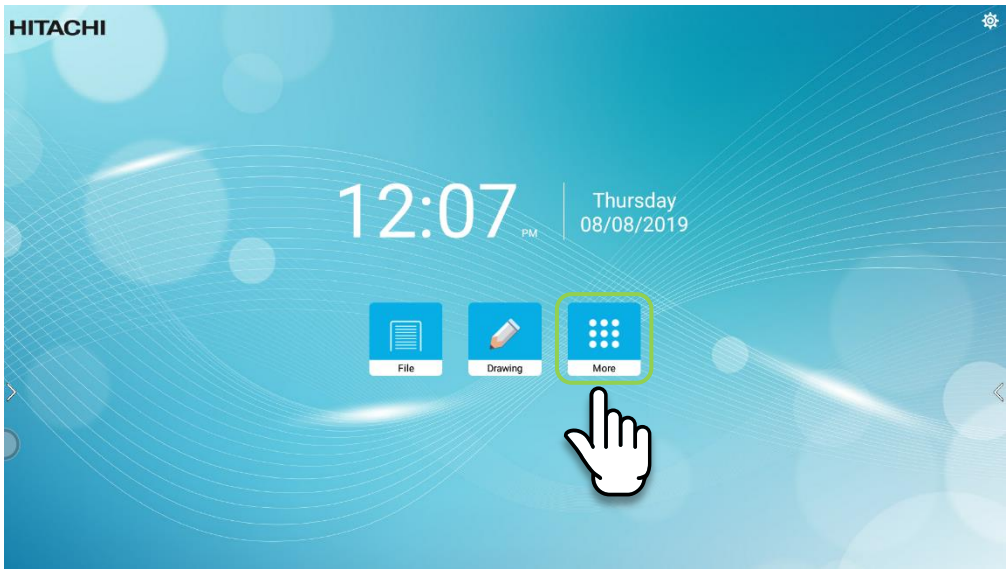 HITACHI
12:07 PM
Thursday
08/08/2019
File
Drawing
More